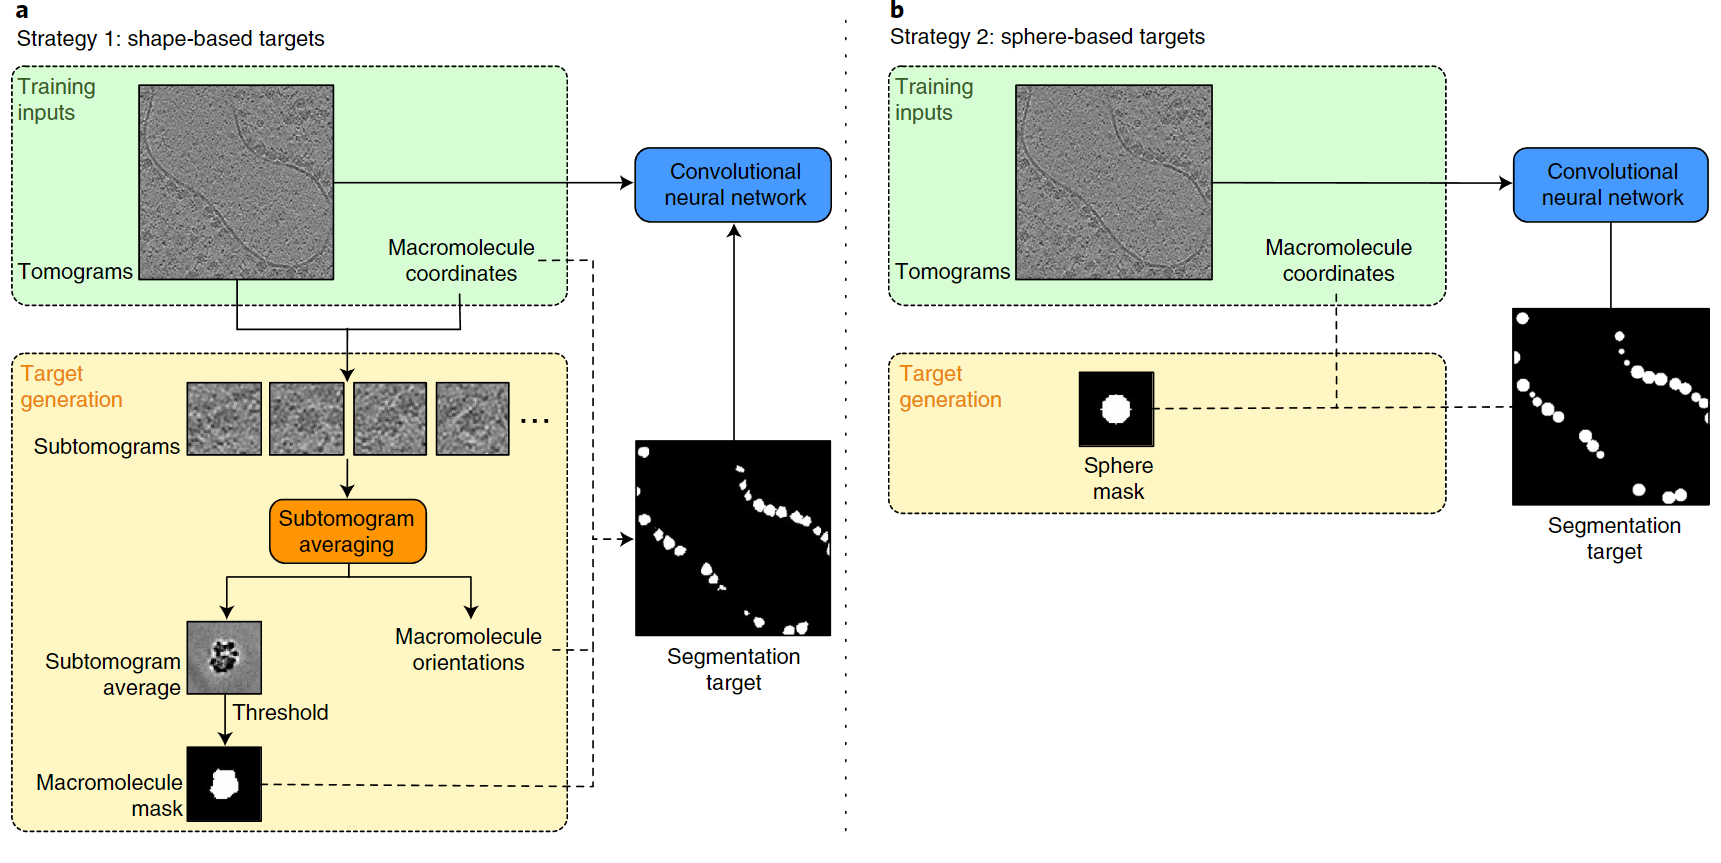 a
Strategy 1: shape-based targets
Training
inputs
Tomograms
Macromolecule
coordinates
Convolutional
neural network
Target
generation
Subtomograms
...
Subtomogram
averaging
Subtomogram
average
Macromolecule
orientations
Threshold
Macromolecule
mask
Segmentation
target
b
Strategy 2: sphere-based targets
Training
inputs
Tomograms
Macromolecule
coordinates
Convolutional
neural network
Target
generation
Sphere
mask
Segmentation
target